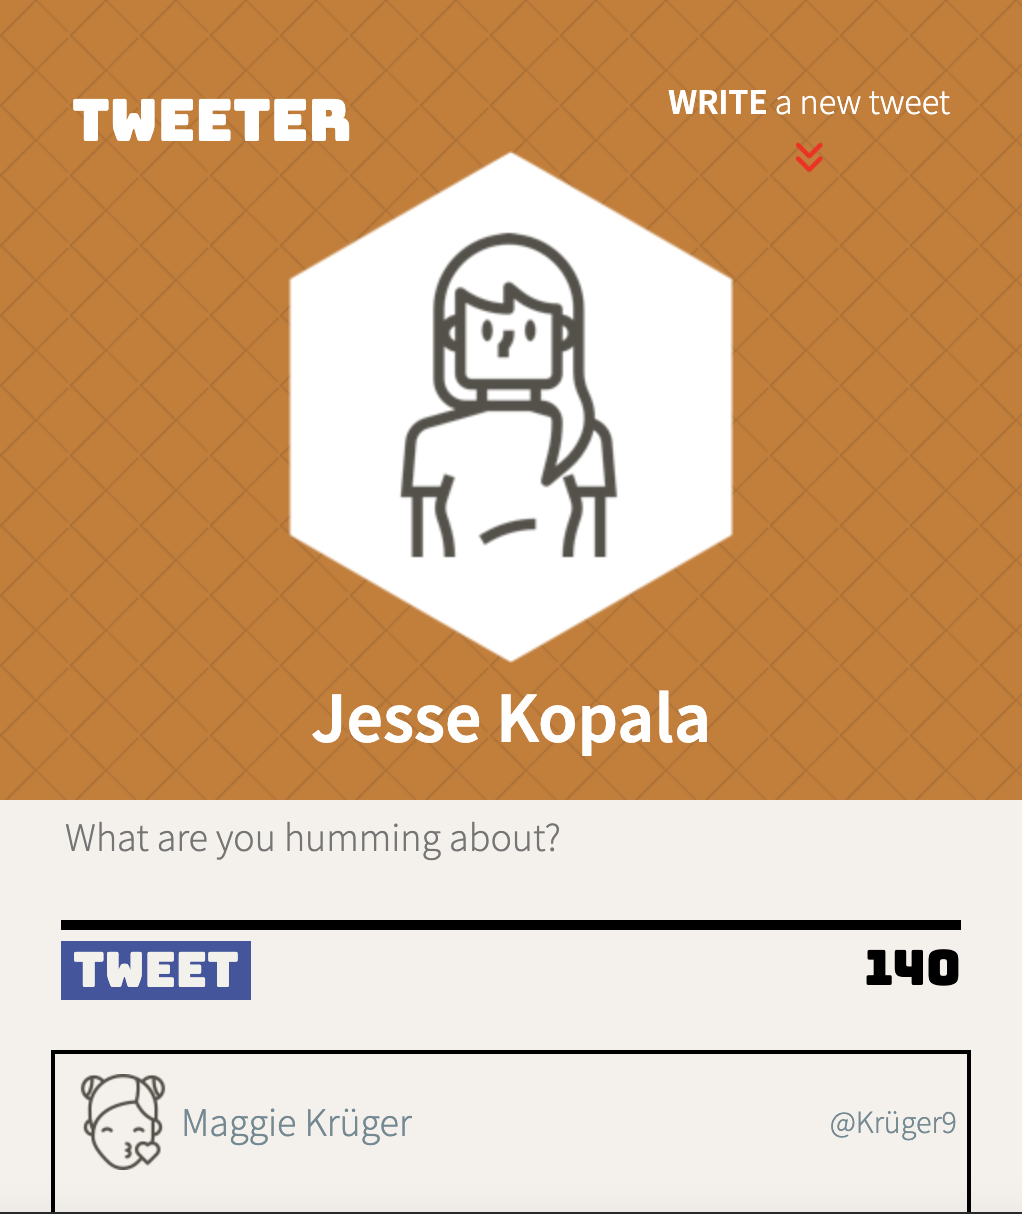 TWEETER
WRITE a new tweet
Jesse Kopala
What are you humming about?
TWEET
140
Maggie Krüger
@Krüger9